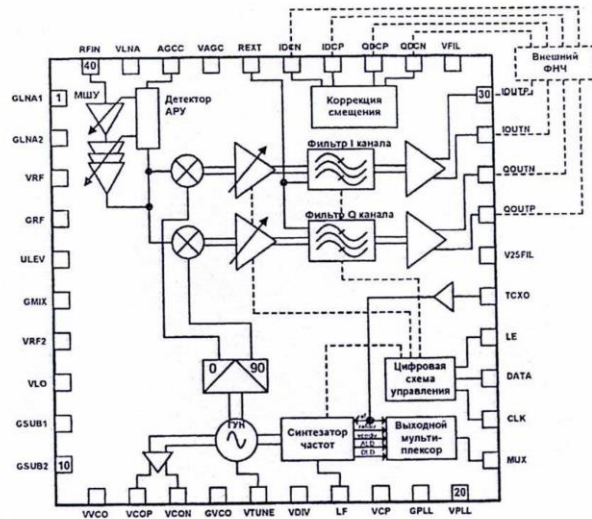 RFIN VLNA AGCC VAGC REXT IDCN IDCP QDCP QDCN VFIL
Внешний
ФНЧ
40
GLNA1 1
МШУ
Детектор
АРУ
Коррекция
смещения
30 IOUTP
GLNA2
IOUTN
Фильтр I канала
VRF
QOUTN
GRF
Фильтр Q канала
QOUTP
ULEV
V25FIL
GMIX
TCXO
VRF2
LE
0 90
Цифровая
схема
управления
VLO
DATA
GSUB1
CLK
ГУН
Синтезатор
частот
ALD
DLD
Выходной
мульти-
плексор
GSUB2 10
MUX
20
VVCO VCOP VCON GVCO VTUNE VDIV LF VCP GPLL VPLL